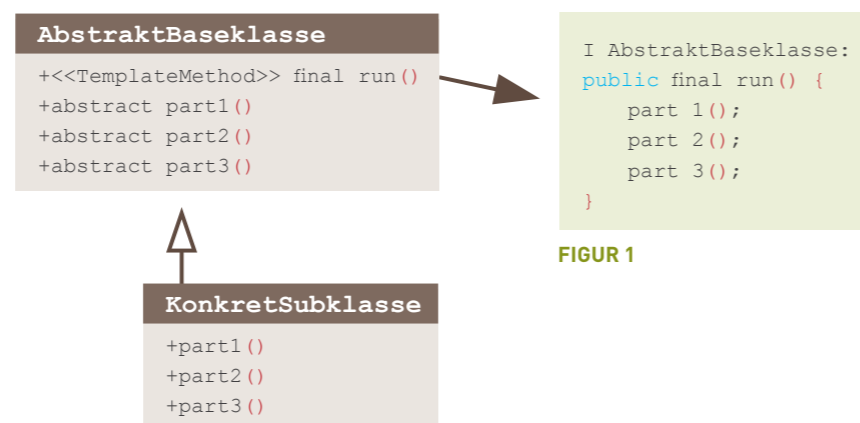 AbstraktBaseklasse
+<<TemplateMethod>> final run()
+abstract part1()
+abstract part2()
+abstract part3()
I AbstraktBaseklasse:
public final run() {
part 1();
part 2();
part 3();
}
FIGUR 1
KonkretSubklasse
+part1()
+part2()
+part3()